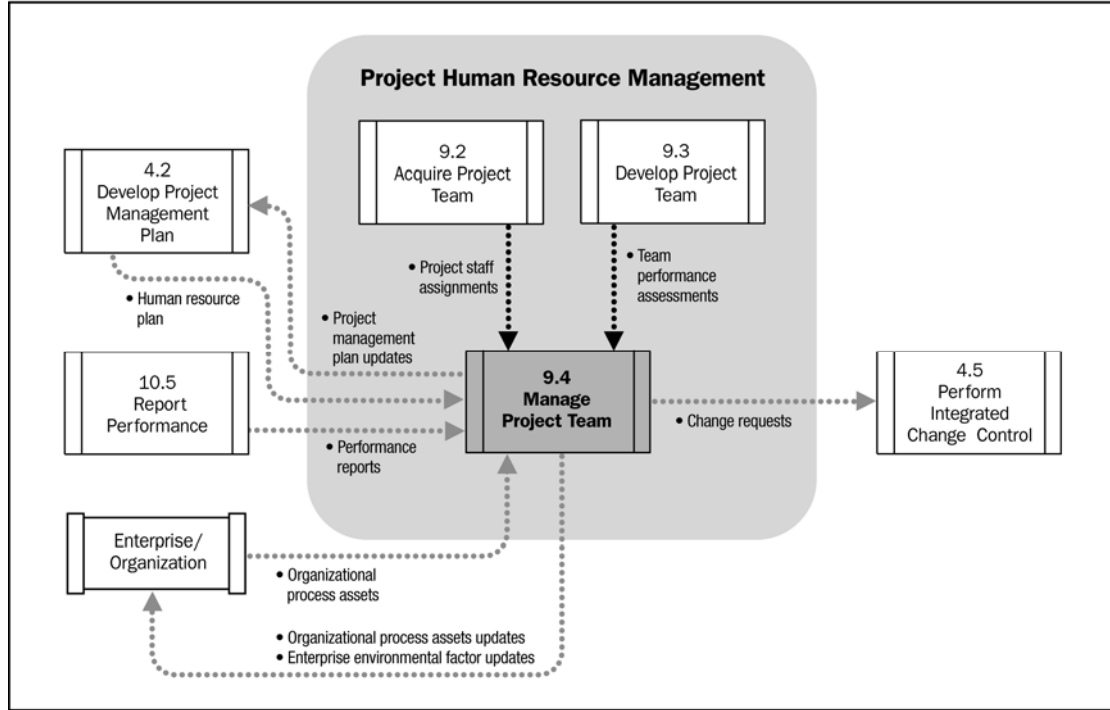 Project Human Resource Management
9.2
Acquire Project
Team
9.3
Develop Project
Team
4.2
Develop Project
Management
Plan
• Project staff
assignments
• Team
performance
assessments
• Human resource
plan
• Project
management
plan updates
10.5
Report
Performance
9.4
Manage
Project Team
4.5
Perform
Integrated
Change Control
• Change requests
• Performance
reports
Enterprise/
Organization
• Organizational
process assets
• Organizational process assets updates
• Enterprise environmental factor updates